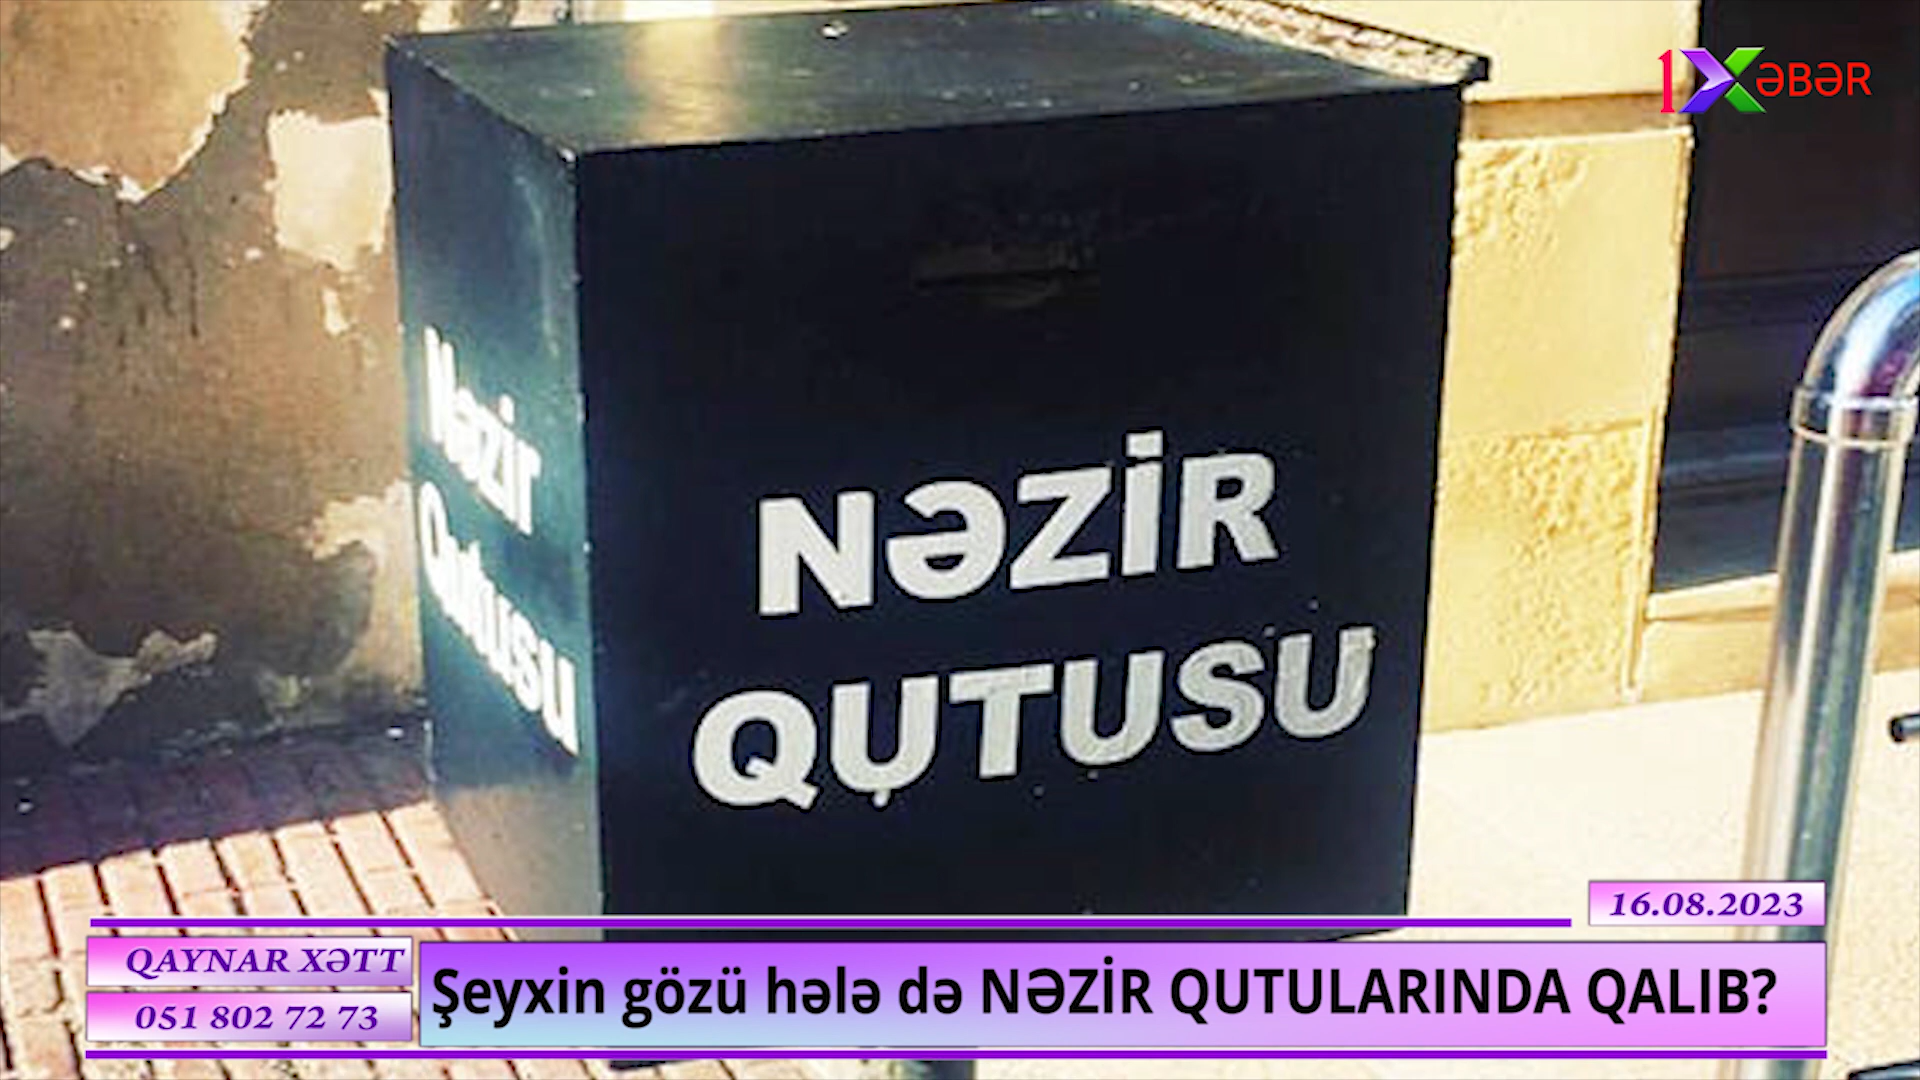 1XƏBƏR
Nəzir
Qutusu
NƏZİR
QUTUSU
16.08.2023
QAYNAR XƏTT
051 802 72 73
Şeyxin gözü hələ də NƏZİR QUTULARINDA QALIB?